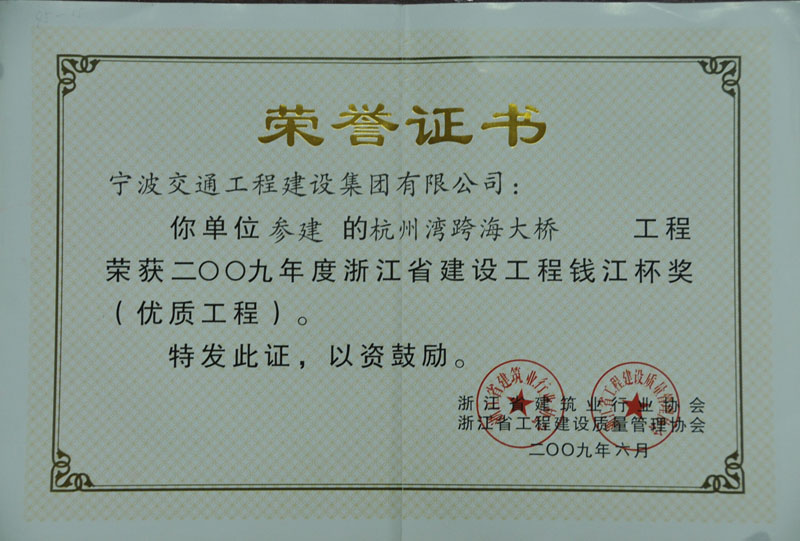 荣誉证书
宁波交通工程建设集团有限公司：
你单位参建的杭州湾跨海大桥 工程
荣获二〇〇九年度浙江省建设工程钱江杯奖
（优质工程）。
特发此证，以资鼓励。
浙江省建筑业行业协会
浙江省工程建设质量管理协会
二〇〇九年六月